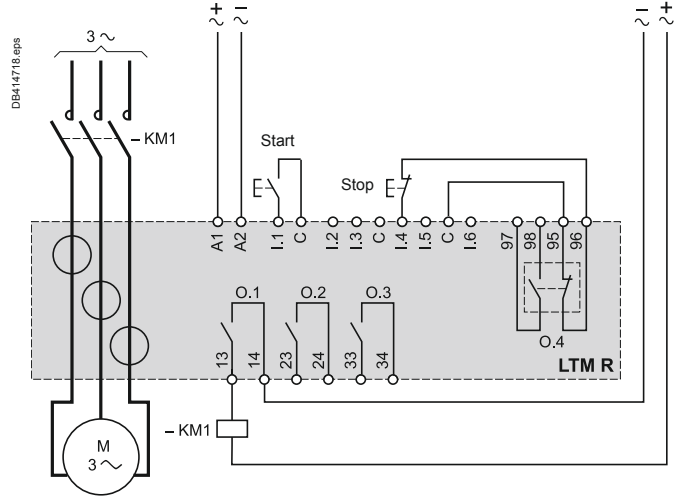 DB414718.eps
3 ∼
+ −
∼ ∼
− +
∼ ∼
– KM1
Start
Stop
A1 A2 I.1 C I.2 I.3 C I.4 I.5 C I.6 97 98 95 96
O.1 O.2 O.3
O.4
13 14 23 24 33 34
LTM R
– KM1
M
3 ∼